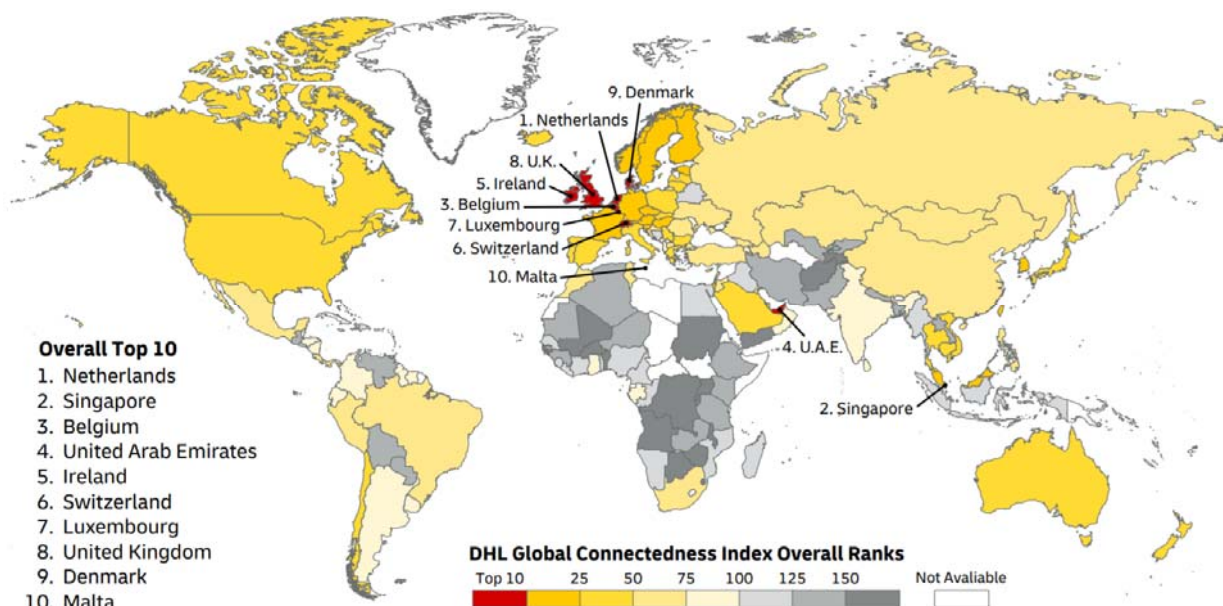 9. Denmark
1. Netherlands
8. U.K.
5. Ireland
3. Belgium
7. Luxembourg
6. Switzerland
10. Malta
4. U.A.E.
2. Singapore
Overall Top 10
1. Netherlands
2. Singapore
3. Belgium
4. United Arab Emirates
5. Ireland
6. Switzerland
7. Luxembourg
8. United Kingdom
9. Denmark
10. Malta
DHL Global Connectedness Index Overall Ranks
Top 10 25 50 75 100 125 150 Not Avaliable